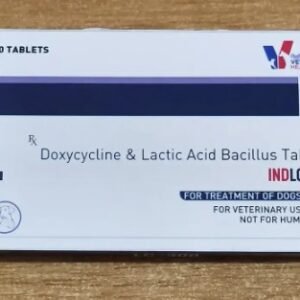 0 TABLETS
Rx Doxycycline & Lactic Acid Bacillus Tab
INDLO
FOR TREATMENT OF DOGS
FOR VETERINARY US
NOT FOR HUM